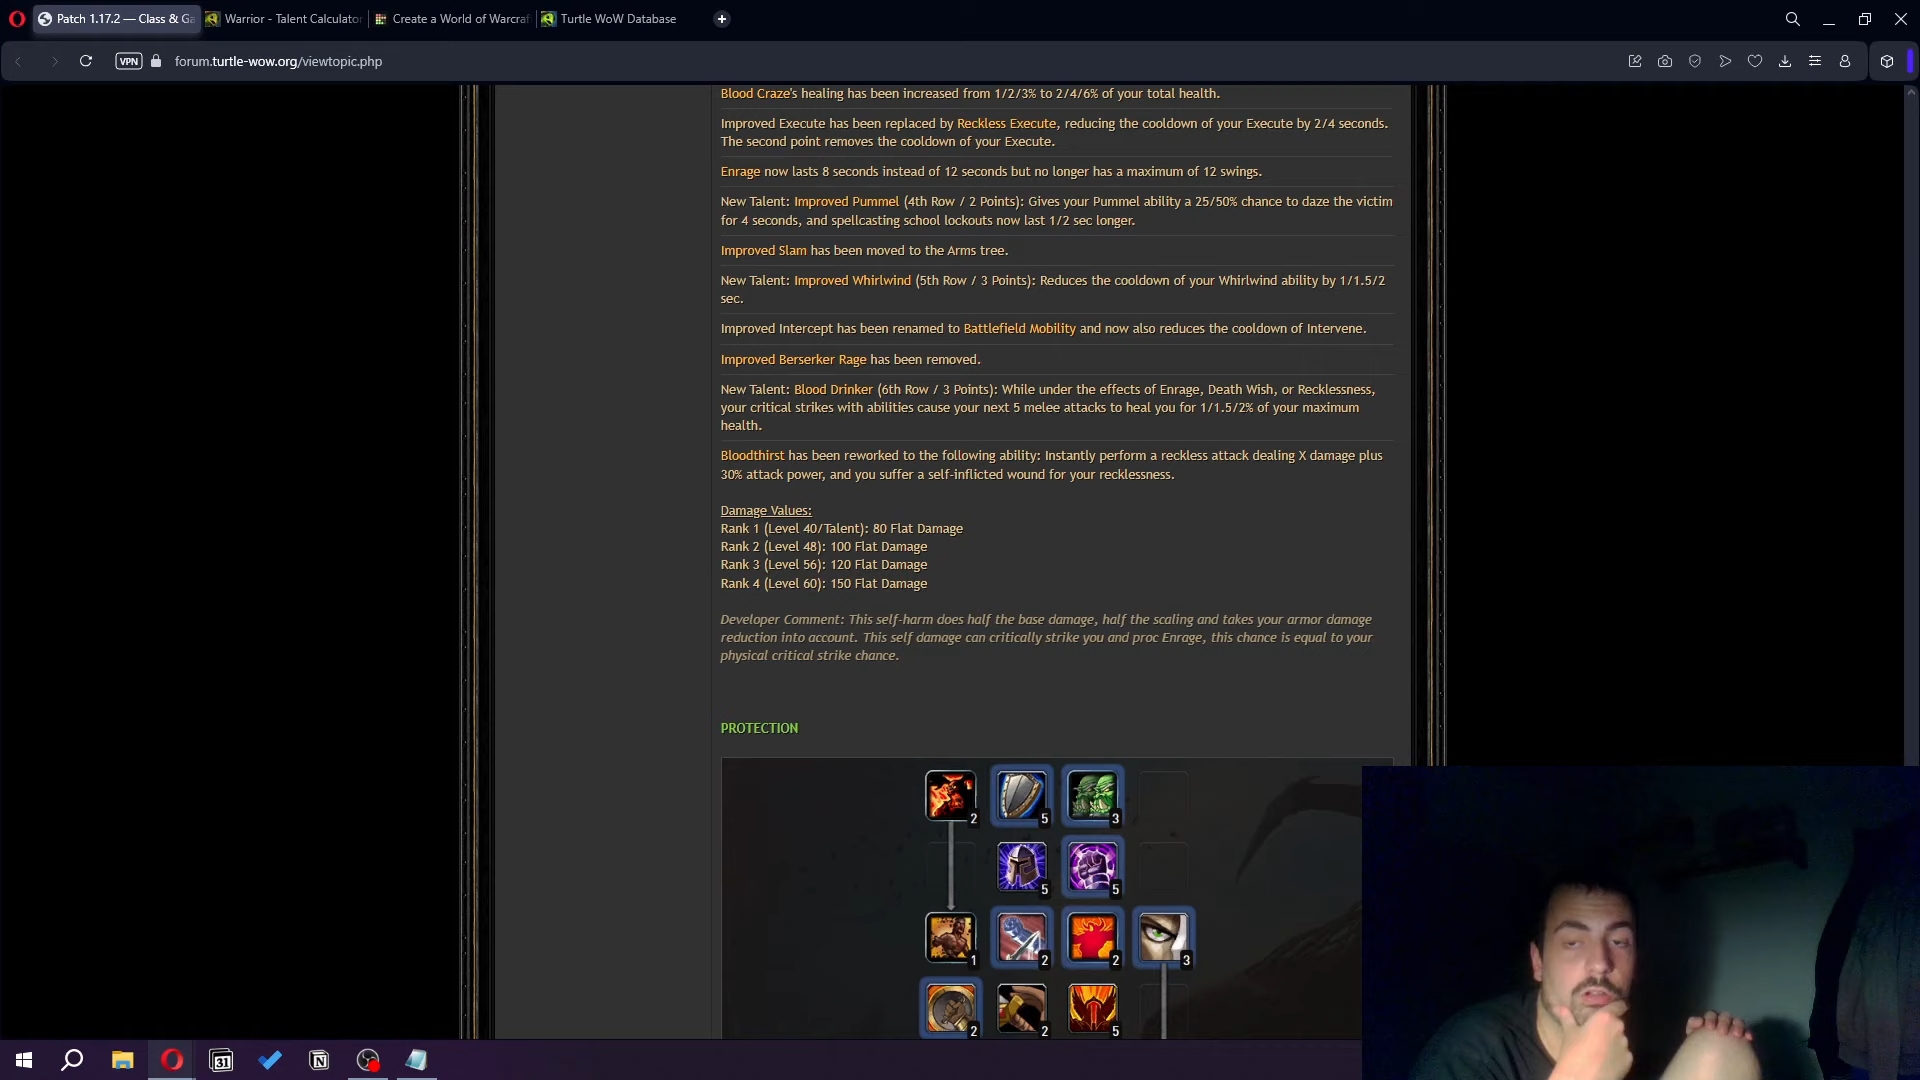 Patch 1.17.2 — Class & Ga
Warrior - Talent Calculator
Create a World of Warcraf
Turtle WoW Database
VPN
forum.turtle-wow.org/viewtopic.php
Blood Craze's healing has been increased from 1/2/3% to 2/4/6% of your total health.
Improved Execute has been replaced by Reckless Execute, reducing the cooldown of your Execute by 2/4 seconds.
The second point removes the cooldown of your Execute.
Enrage now lasts 8 seconds instead of 12 seconds but no longer has a maximum of 12 swings.
New Talent: Improved Pummel (4th Row / 2 Points): Gives your Pummel ability a 25/50% chance to daze the victim
for 4 seconds, and spellcasting school lockouts now last 1/2 sec longer.
Improved Slam has been moved to the Arms tree.
New Talent: Improved Whirlwind (5th Row / 3 Points): Reduces the cooldown of your Whirlwind ability by 1/1.5/2
sec.
Improved Intercept has been renamed to Battlefield Mobility and now also reduces the cooldown of Intervene.
Improved Berserker Rage has been removed.
New Talent: Blood Drinker (6th Row / 3 Points): While under the effects of Enrage, Death Wish, or Recklessness,
your critical strikes with abilities cause your next 5 melee attacks to heal you for 1/1.5/2% of your maximum
health.
Bloodthirst has been reworked to the following ability: Instantly perform a reckless attack dealing X damage plus
30% attack power, and you suffer a self-inflicted wound for your recklessness.
Damage Values:
Rank 1 (Level 40/Talent): 80 Flat Damage
Rank 2 (Level 48): 100 Flat Damage
Rank 3 (Level 56): 120 Flat Damage
Rank 4 (Level 60): 150 Flat Damage
Developer Comment: This self-harm does half the base damage, half the scaling and takes your armor damage
reduction into account. This self damage can critically strike you and proc Enrage, this chance is equal to your
physical critical strike chance.
PROTECTION
2 5 3
5 5
1 2 2 3
2 2 5
31